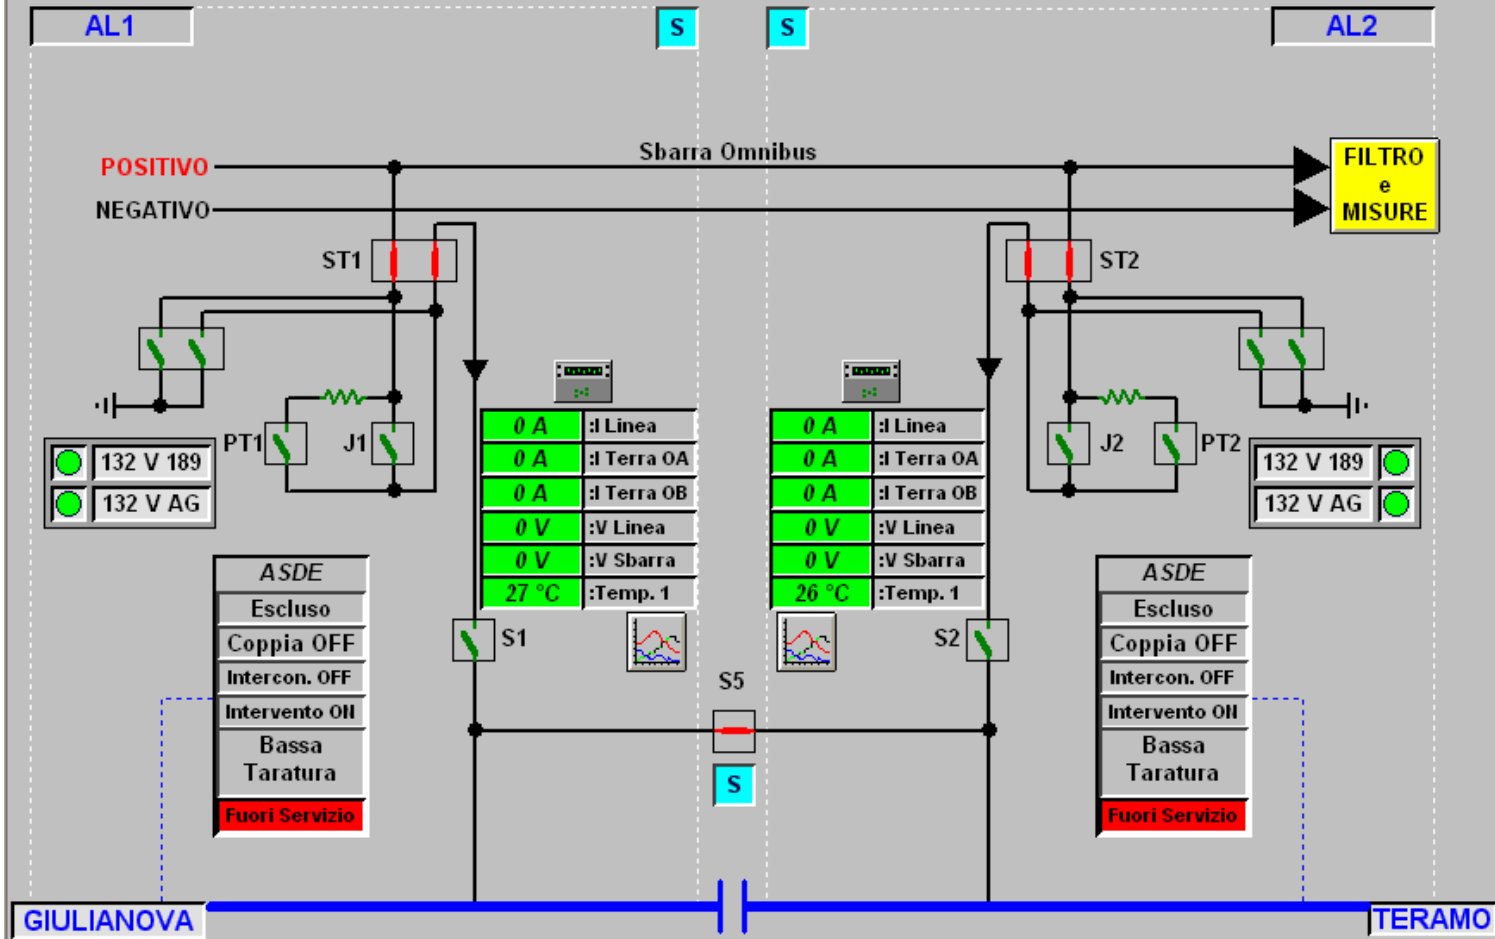 AL1
S
S
AL2
Sbarra Omnibus
POSITIVO
NEGATIVO
FILTRO
e
MISURE
ST1
ST2
PT1
J1
J2
PT2
132 V 189
132 V AG
0 A :I Linea
0 A :I Terra OA
0 A :I Terra OB
0 V :V Linea
0 V :V Sbarra
27 °C :Temp. 1
0 A :I Linea
0 A :I Terra OA
0 A :I Terra OB
0 V :V Linea
0 V :V Sbarra
26 °C :Temp. 1
132 V 189
132 V AG
ASDE
Escluso
Coppia OFF
Intercon. OFF
Intervento ON
Bassa
Taratura
Fuori Servizio
S1
S2
S5
S
ASDE
Escluso
Coppia OFF
Intercon. OFF
Intervento ON
Bassa
Taratura
Fuori Servizio
GIULIANOVA
TERAMO